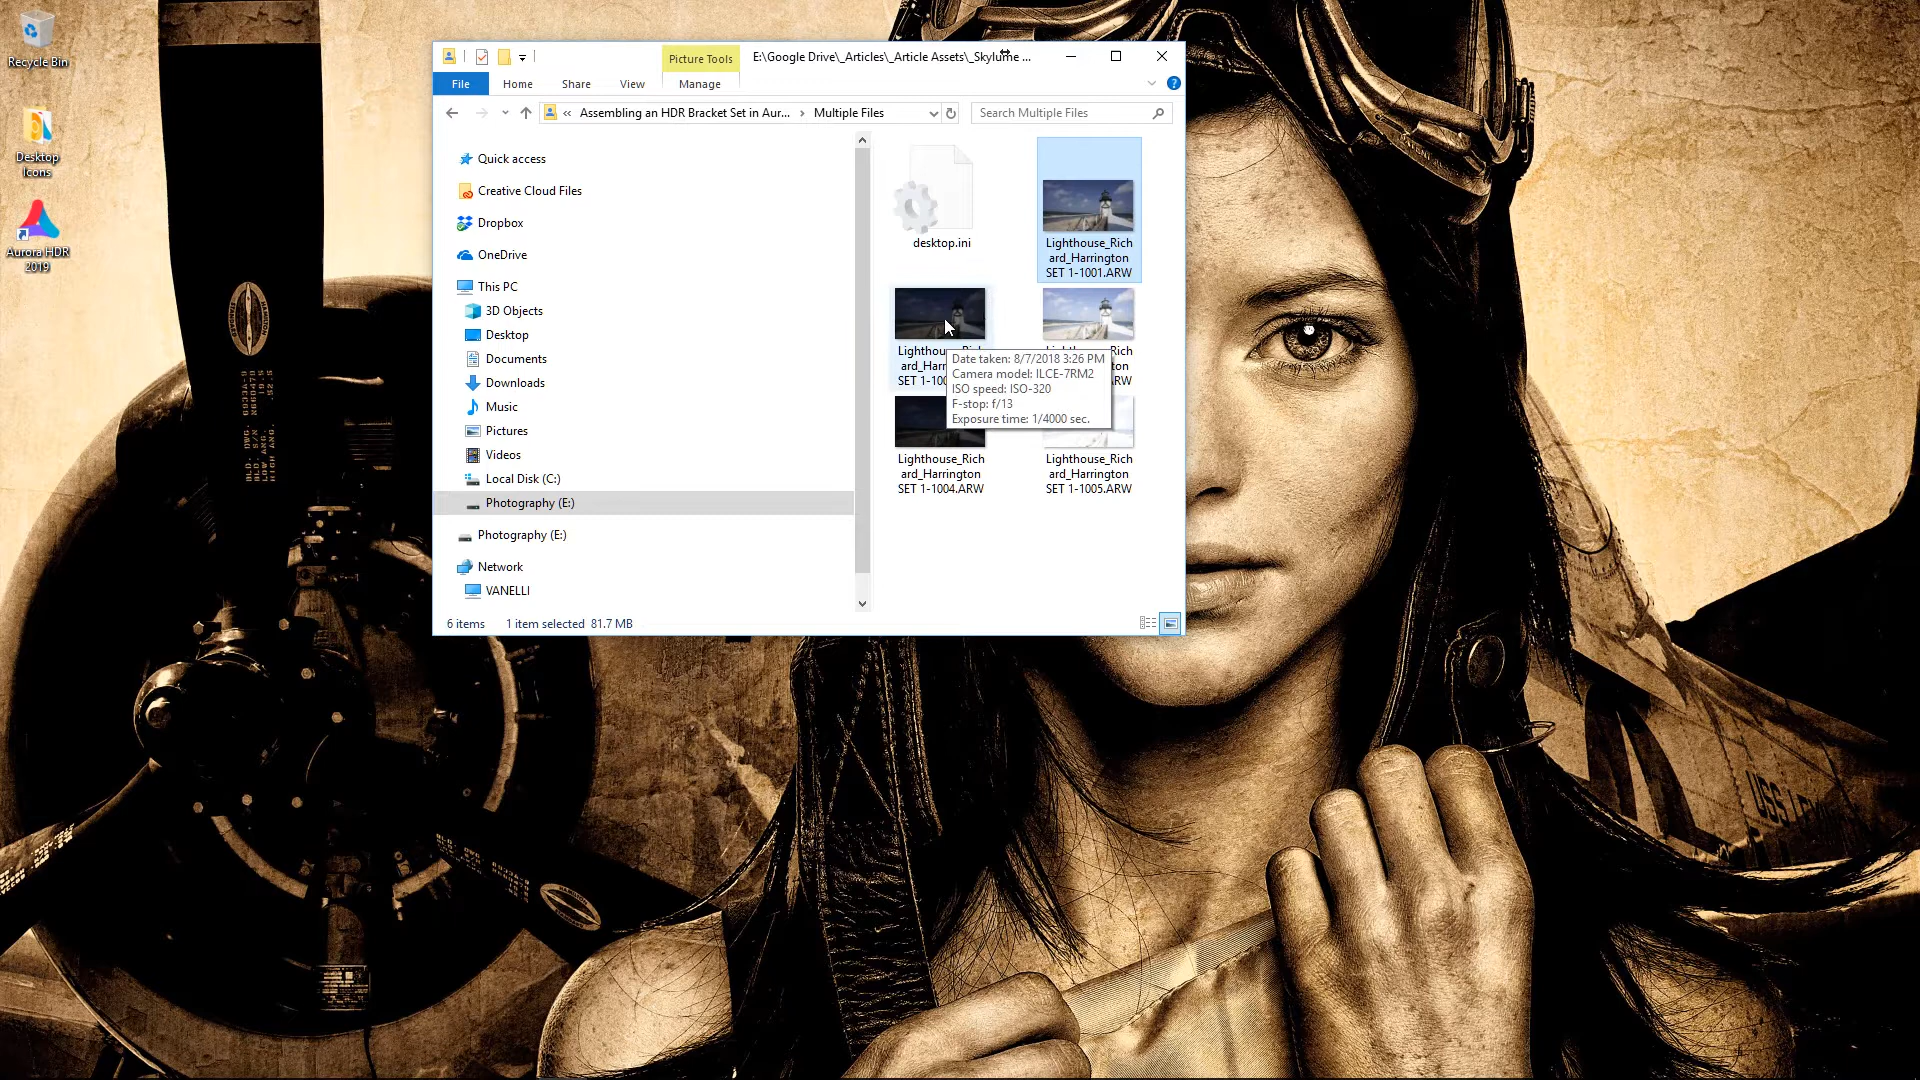 Recycle Bin
Desktop
Icons
Aurora HDR
2019
Picture Tools
E:\Google Drive\_Articles\_Article Assets\_Skylume ...
File
Home
Share
View
Manage
Assembling an HDR Bracket Set in Aur...
Multiple Files
Search Multiple Files
Quick access
Creative Cloud Files
Dropbox
OneDrive
This PC
3D Objects
Desktop
Documents
Downloads
Music
Pictures
Videos
Local Disk (C:)
Photography (E:)
Photography (E:)
Network
VANELLI
desktop.ini
Lighthouse_Rich
ard_Harrington
SET 1-1001.ARW
Date taken: 8/7/2018 3:26 PM
Camera model: ILCE-7RM2
ISO speed: ISO-320
F-stop: f/13
Exposure time: 1/4000 sec.
Lighthouse_Rich
ard_Harrington
SET 1-1004.ARW
Lighthouse_Rich
ard_Harrington
SET 1-1005.ARW
6 items
1 item selected 81.7 MB